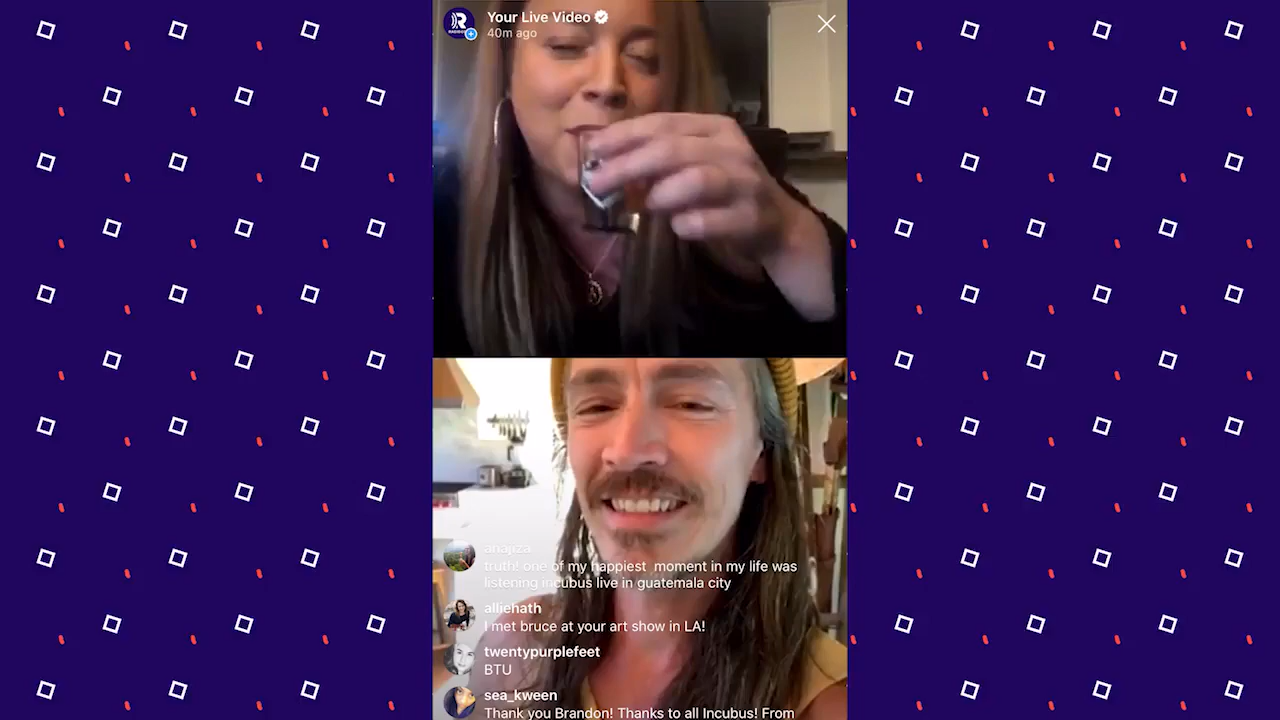 Your Live Video
40m ago
anajiza
truth! one of my happiest moment in my life was
listening incubus live in guatemala city
alliehath
I met bruce at your art show in LA!
twentypurplefeet
BTU
sea_kween
Thank you Brandon! Thanks to all Incubus! From